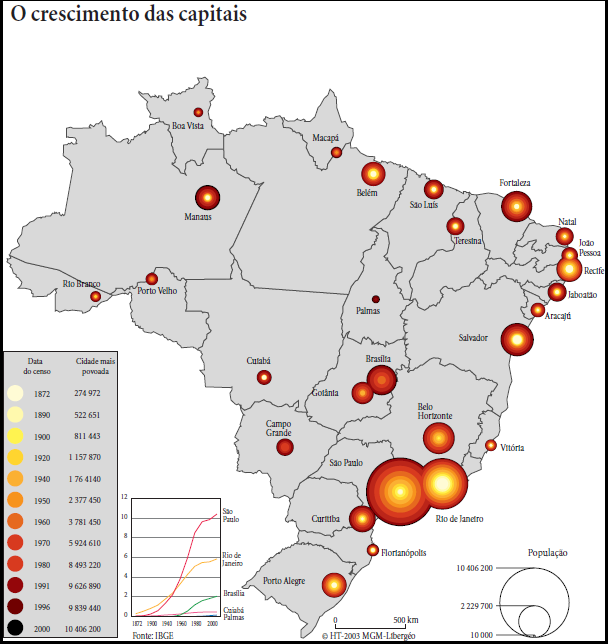 O crescimento das capitais
Boa Vista
Macapá
Manaus
Belém
São Luís
Fortaleza
Teresina
Natal
João
Pessoa
Recife
Jaboatão
Aracajú
Rio Branco
Porto Velho
Palmas
Salvador
Cuiabá
Brasília
Goiânia
Belo
Horizonte
Campo
Grande
Vitória
São Paulo
Rio de Janeiro
Curitiba
Florianópolis
Porto Alegre
Data
do censo
Cidade mais
povoada
1872 274 972
1890 522 651
1900 811 443
1920 1 157 870
1940 1 76 4140
1950 2 377 450
1960 3 781 450
1970 5 924 610
1980 8 493 220
1991 9 626 890
1996 9 839 440
2000 10 406 200
12
10
8
6
4
2
0
São
Paulo
Rio de
Janeiro
Brasília
Cuiabá
Palmas
1872 1900 1940 1960 1980 2000
Fonte: IBGE
População
10 406 200
2 229 700
10 000
0 500 km
© HT-2003 MGM-Libergéo